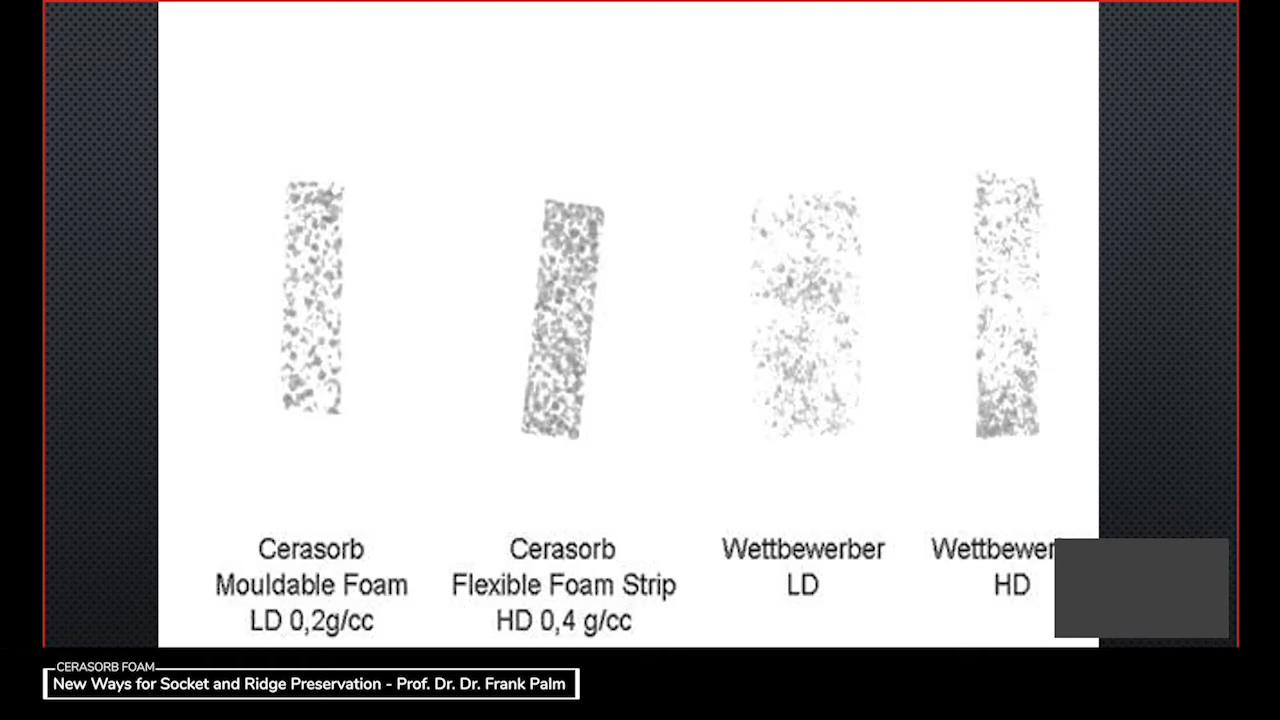 Cerasorb
Mouldable Foam
LD 0,2g/cc
Cerasorb
Flexible Foam Strip
HD 0,4 g/cc
Wettbewerber
LD
Wettbewer
HD
CERASORB FOAM
New Ways for Socket and Ridge Preservation - Prof. Dr. Dr. Frank Palm